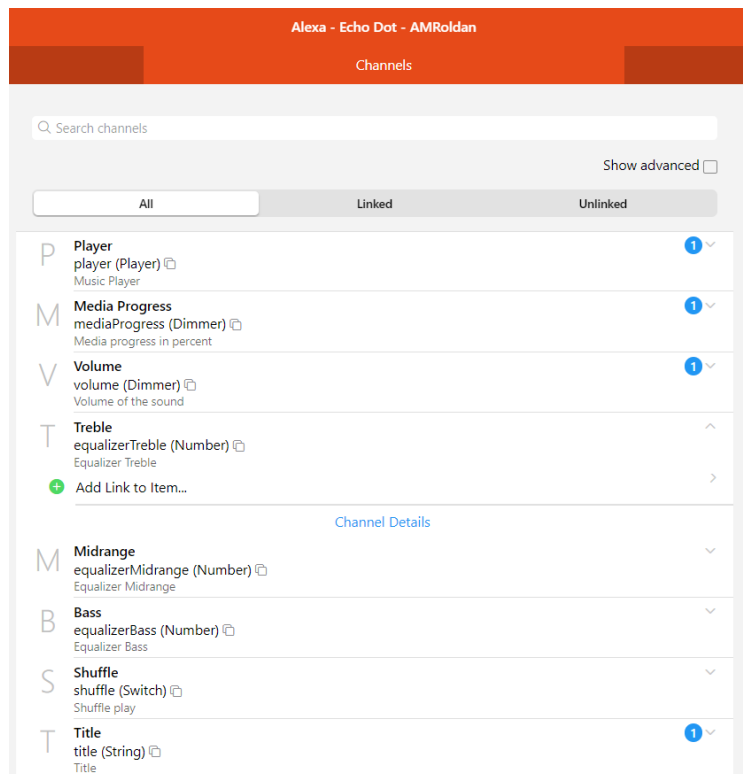 Alexa - Echo Dot - AMRoldan
Channels
Search channels
Show advanced
All Linked Unlinked
P
Player 1
player (Player)
Music Player
M
Media Progress 1
mediaProgress (Dimmer)
Media progress in percent
V
Volume 1
volume (Dimmer)
Volume of the sound
T
Treble
equalizerTreble (Number)
Equalizer Treble
Add Link to Item...
Channel Details
M
Midrange
equalizerMidrange (Number)
Equalizer Midrange
B
Bass
equalizerBass (Number)
Equalizer Bass
S
Shuffle
shuffle (Switch)
Shuffle play
T
Title 1
title (String)
Title